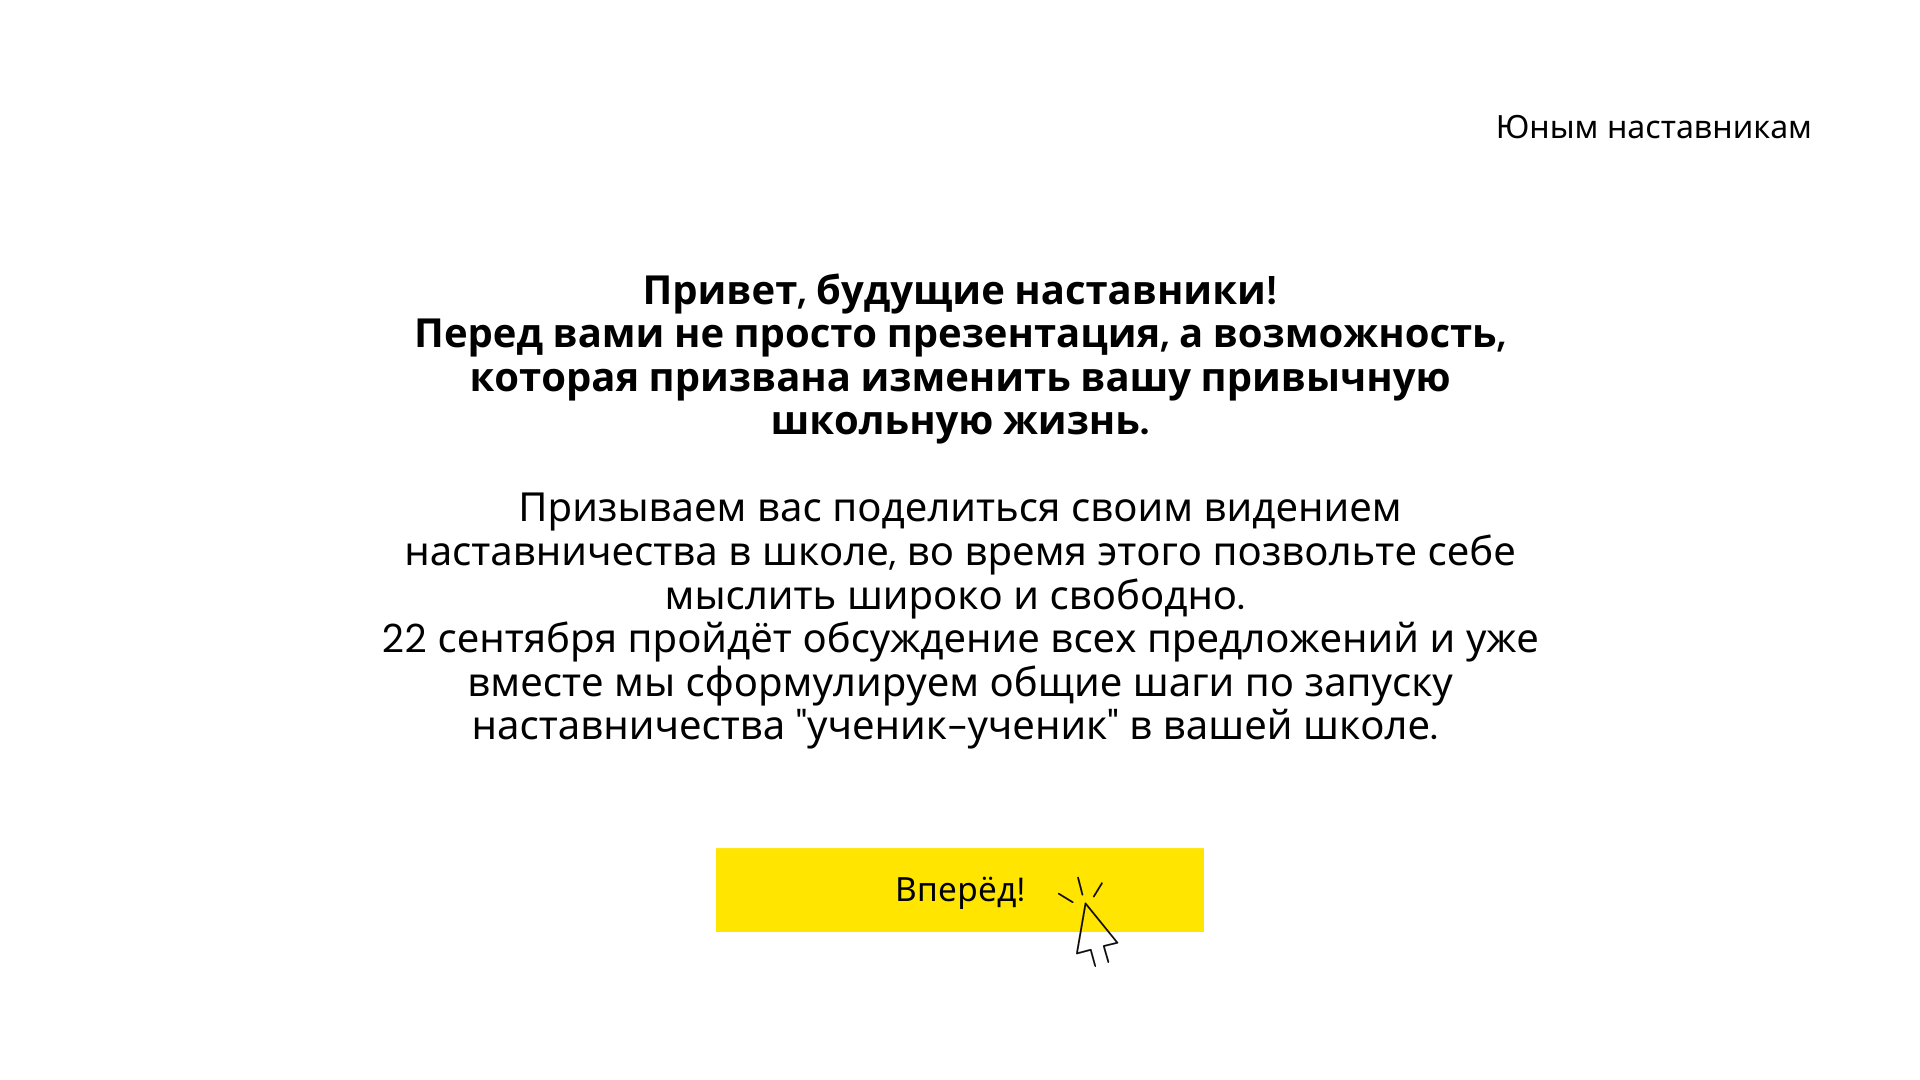 Юным наставникам
Привет, будущие наставники!
Перед вами не просто презентация, а возможность,
которая призвана изменить вашу привычную
школьную жизнь.
Призываем вас поделиться своим видением
наставничества в школе, во время этого позвольте себе
мыслить широко и свободно.
22 сентября пройдёт обсуждение всех предложений и уже
вместе мы сформулируем общие шаги по запуску
наставничества "ученик–ученик" в вашей школе.
Вперёд!